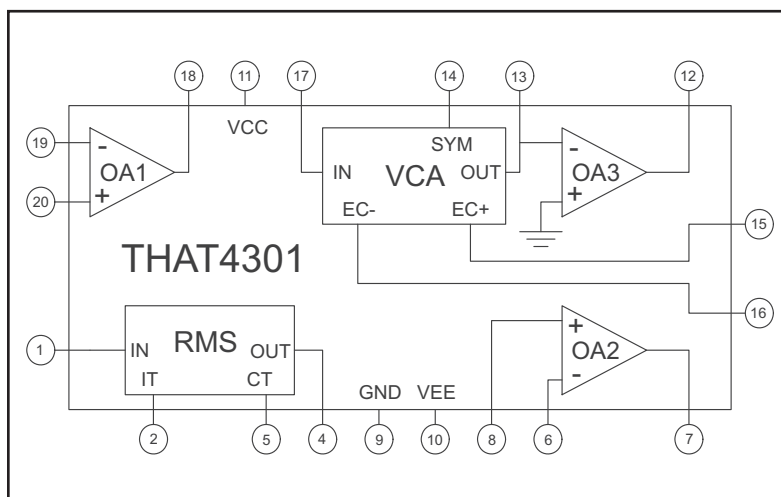 18 11 17 14 13 12
VCC
SYM
19 - OA1
20 +
IN VCA OUT
EC- EC+
- OA3
+
15
THAT4301
16
1 IN RMS OUT
IT CT
+ OA2
-
GND VEE
2 5 4 9 10 8 6 7